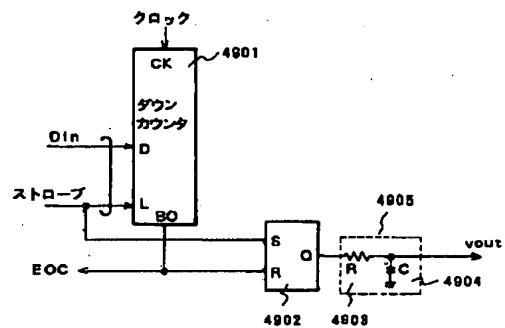 クロック
4901
CK
ダウン
カウンタ
Din
D
ストローブ
L
BO
4905
S
Q
R
C
vout
EOC
R
4904
4902
4903